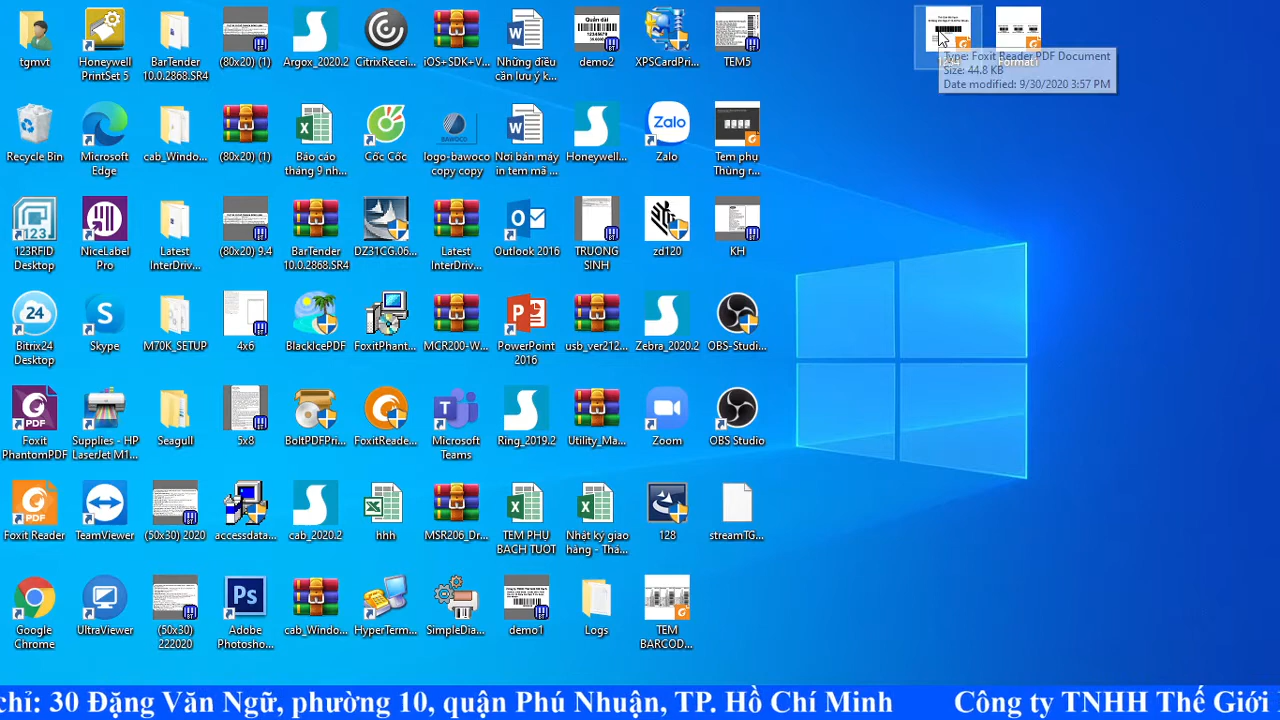 tgmvt
Honeywell
PrintSet 5
BarTender
10.0.2868.SR4
(80x20) (1)
Argox_2020.2
CitrixRecei...
iOS+SDK+V...
Những điều
cần lưu ý k...
demo2
XPSCardPri...
TEM5
Format1
Type: Foxit Reader PDF Document
Size: 44.8 KB
Date modified: 9/30/2020 3:57 PM
Recycle Bin
Microsoft
Edge
cab_Windo...
(80x20) (1)
Báo cáo
tháng 9 nh...
Cốc Cốc
logo-bawoco
copy copy
Nơi bán máy
in tem mã ...
Honeywell...
Zalo
Tem phụ
Thùng r...
123RFID
Desktop
NiceLabel
Pro
Latest
InterDriv...
(80x20) 9.4
BarTender
10.0.2868.SR4
DZ31CG.06...
Latest
InterDriv...
Outlook 2016
TRUONG
SINH
zd120
KH
Bitrix24
Desktop
Skype
M70K_SETUP
4x6
BlackIcePDF
FoxitPhant...
MCR200-W...
PowerPoint
2016
usb_ver212...
Zebra_2020.2
OBS-Studi...
Foxit
PhantomPDF
Supplies - HP
LaserJet M1...
Seagull
5x8
BoltPDFPri...
FoxitReade...
Microsoft
Teams
Ring_2019.2
Utility_Ma...
Zoom
OBS Studio
Foxit Reader
TeamViewer
(50x30) 2020
accessdata...
cab_2020.2
hhh
MSR206_Dr...
TEM PHU
BACH TUOT
Nhật ký giao
hàng - Thá...
128
streamTG...
Google
Chrome
UltraViewer
(50x30)
222020
Adobe
Photosho...
cab_Windo...
HyperTerm...
SimpleDia...
demo1
Logs
TEM
BARCOD...
chỉ: 30 Đặng Văn Ngữ, phường 10, quận Phú Nhuận, TP. Hồ Chí Minh Công ty TNHH Thế Giới